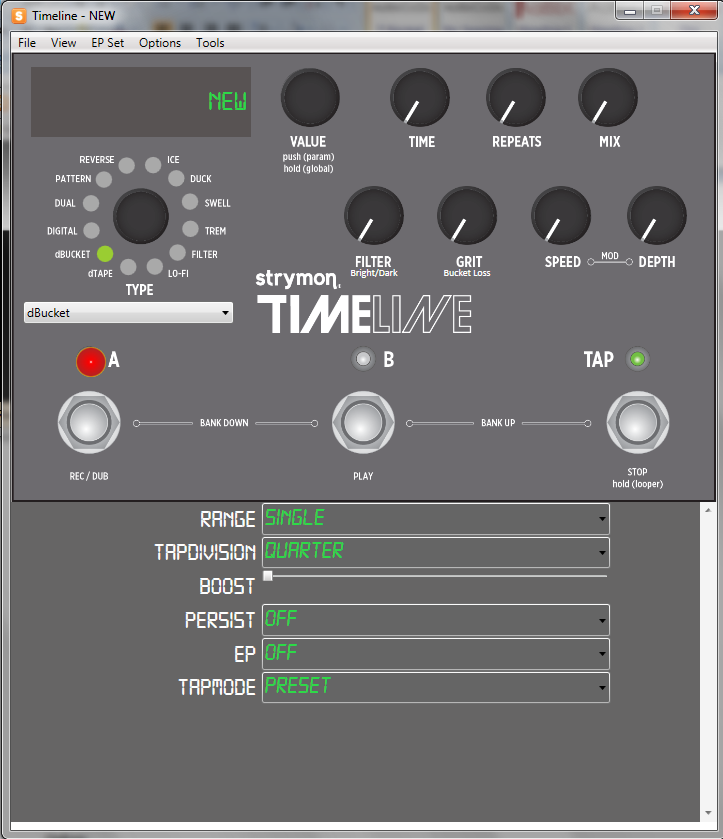 S Timeline - NEW
File View EP Set Options Tools
NEW
VALUE
push (param)
hold (global)
TIME
REPEATS
MIX
REVERSE
ICE
PATTERN
DUCK
DUAL
SWELL
DIGITAL
TREM
dBUCKET
FILTER
dTAPE
LO-FI
TYPE
dBucket
FILTER
Bright/Dark
GRIT
Bucket Loss
SPEED
MOD
DEPTH
strymon
TIMELINE
A
B
TAP
BANK DOWN
BANK UP
REC / DUB
PLAY
STOP
hold (looper)
RANGE SINGLE
TAPDIVISION QUARTER
BOOST
PERSIST OFF
EP OFF
TAPMODE PRESET